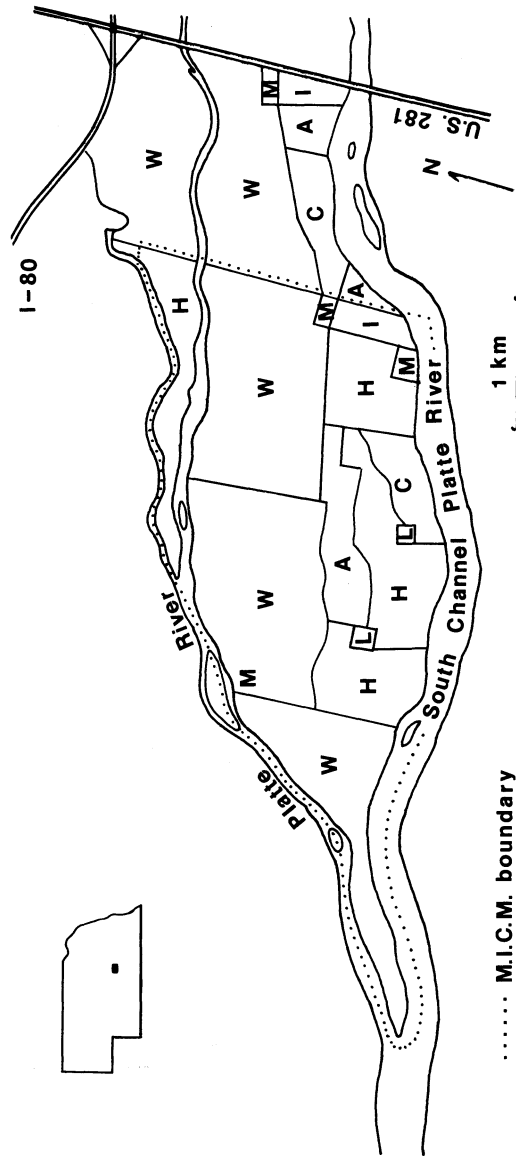 I-80
U.S. 281
N
W
W
M
I
A
C
H
W
M
A
I
M
H
River
W
M
A
C
L
H
L
H
Platte
W
South Channel Platte River
1 km
...... M.I.C.M. boundary